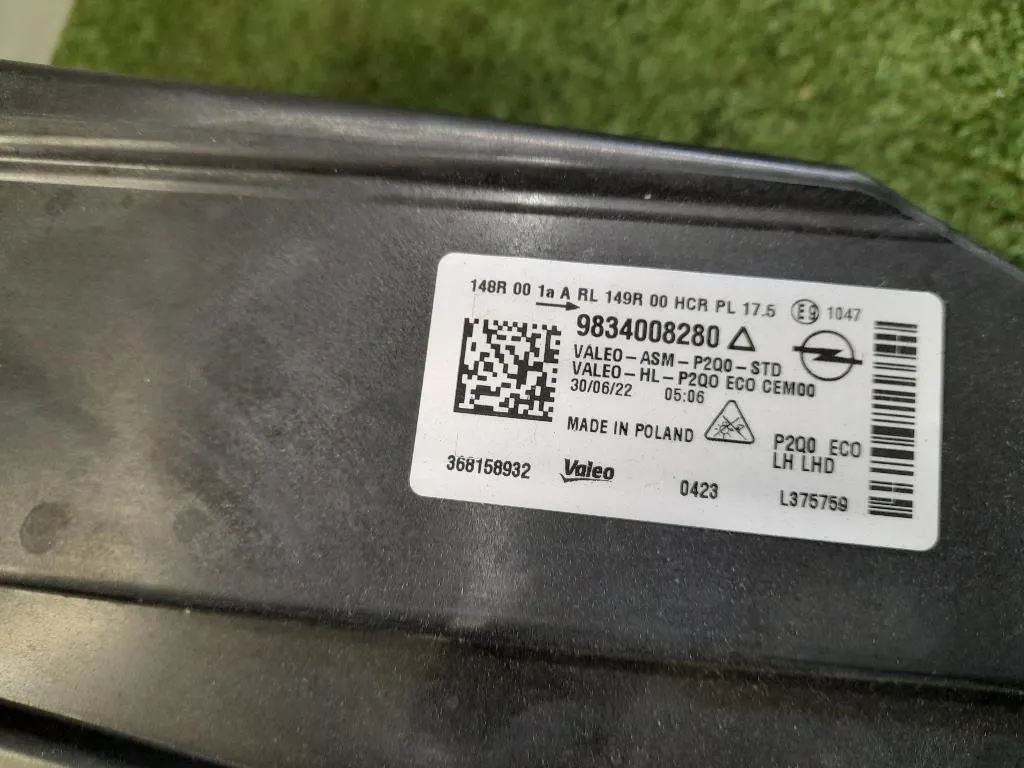 148R 00 1a A RL 149R 00 HCR PL 17.5 E9 1047
9834008280
VALEO-ASM-P2Q0-STD
VALEO-HL-P2Q0 ECO CEM00
30/06/22 05:06
MADE IN POLAND
P2Q0 ECO
LH LHD
368158932 Valeo 0423 L375759